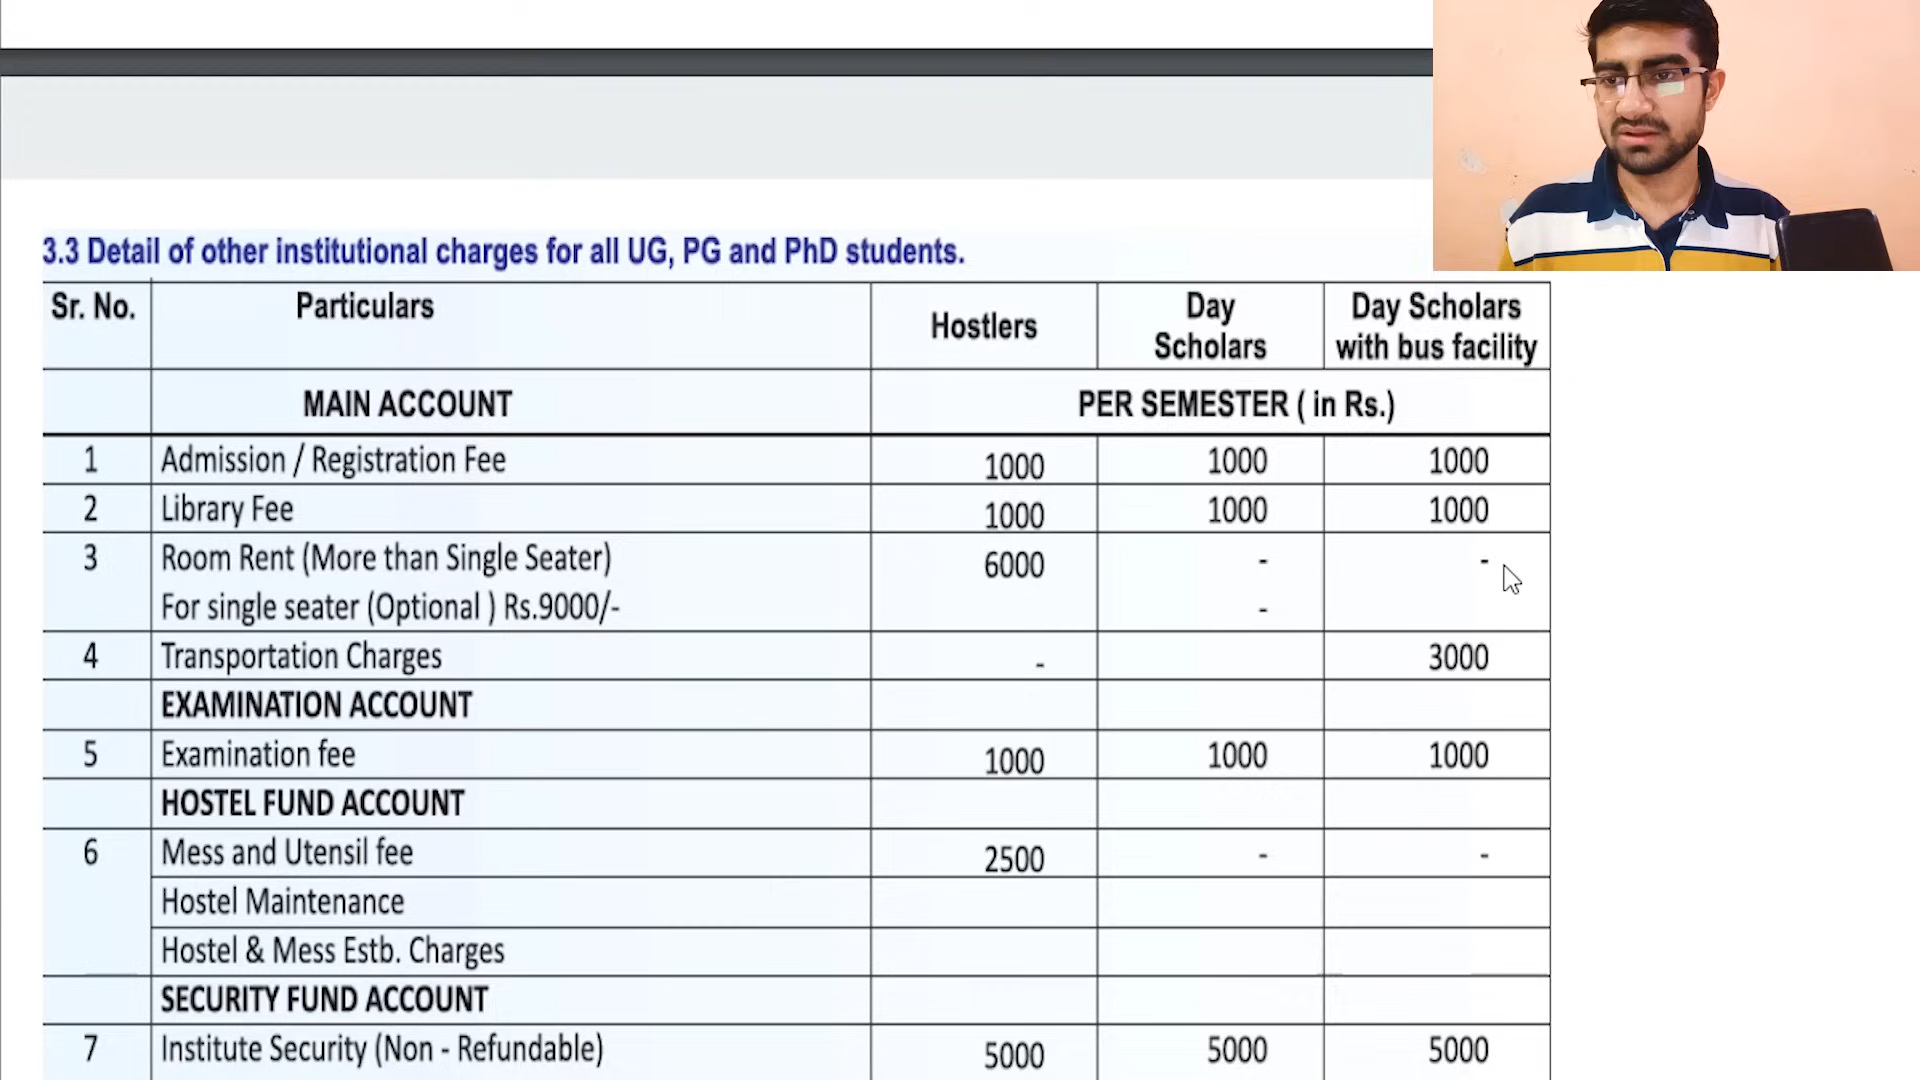 3.3 Detail of other institutional charges for all UG, PG and PhD students.
Sr. No. Particulars Hostlers Day Scholars Day Scholars with bus facility
MAIN ACCOUNT PER SEMESTER ( in Rs.)
1 Admission / Registration Fee 1000 1000 1000
2 Library Fee 1000 1000 1000
3 Room Rent (More than Single Seater) 6000 - -
For single seater (Optional ) Rs.9000/- -
4 Transportation Charges - 3000
EXAMINATION ACCOUNT
5 Examination fee 1000 1000 1000
HOSTEL FUND ACCOUNT
6 Mess and Utensil fee 2500 - -
Hostel Maintenance
Hostel & Mess Estb. Charges
SECURITY FUND ACCOUNT
7 Institute Security (Non - Refundable) 5000 5000 5000